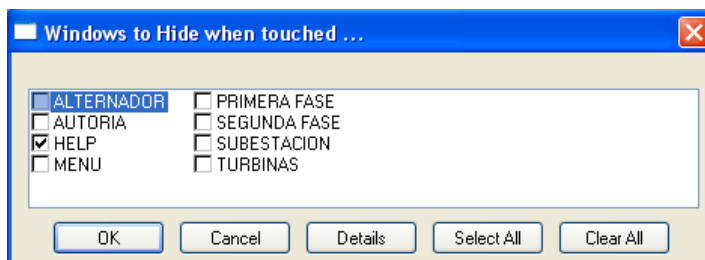 Windows to Hide when touched ...
ALTERNADOR
AUTORIA
HELP
MENU
PRIMERA FASE
SEGUNDA FASE
SUBESTACION
TURBINAS
OK
Cancel
Details
Select All
Clear All